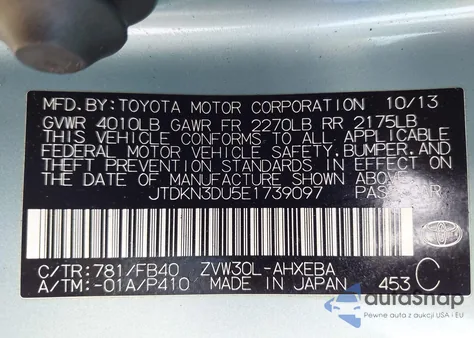 MFD. BY: TOYOTA MOTOR CORPORATION 10/13
GVWR 4010LB GAWR FR 2270LB RR 2175LB
THIS VEHICLE CONFORMS TO ALL APPLICABLE
FEDERAL MOTOR VEHICLE SAFETY, BUMPER, AND
THEFT PREVENTION STANDARDS IN EFFECT ON
THE DATE OF MANUFACTURE SHOWN ABOVE.
JTDKN3DU5E1739097 PASS. CAR
C/TR: 781/FB40 ZVW30L-AHXEBA
A/TM: -01A/P410 MADE IN JAPAN 453 C
autasnap
Pewne auta z aukcji USA i EU